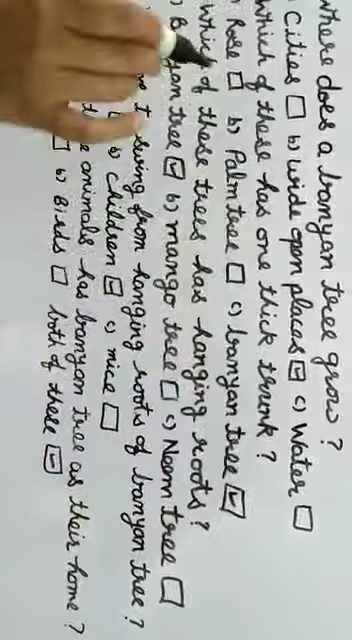 where does a banyan tree grow?
Cities ☐ b) wide open places ☑ c) Water ☐
Which of these has one thick trunk?
Rose ☐ b) Palm tree ☐ c) banyan tree ☑
Which of these trees has hanging roots?
tree ☑ b) mango tree ☐ c) Neem tree ☐
I swing from hanging roots of banyan tree?
b) children ☑ c) mice ☐
animals has banyan tree as their home?
b) Birds ☐ both of these ☑